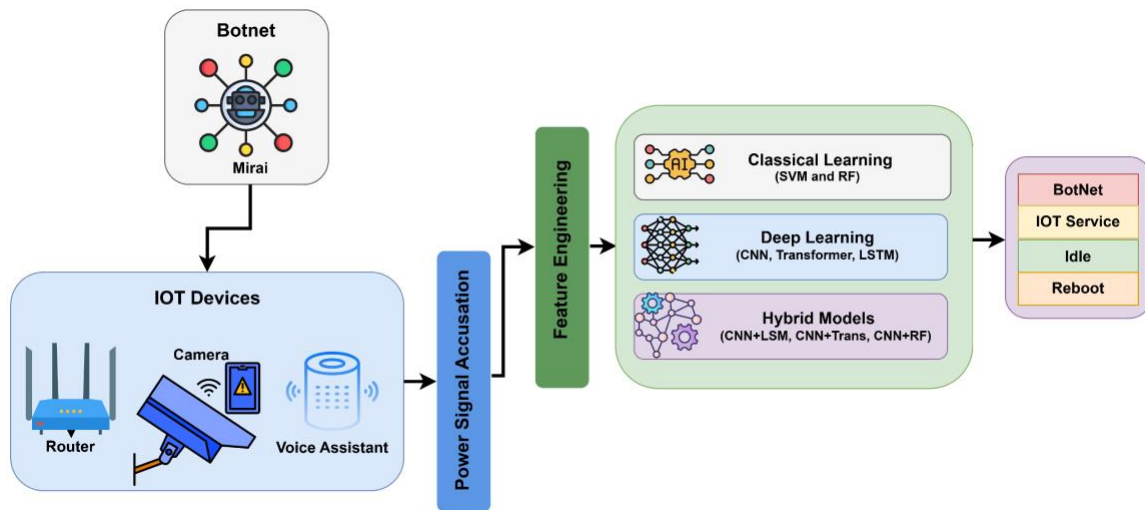 Botnet
Mirai
IOT Devices
Camera
Router
Voice Assistant
Power Signal Accusation
Feature Engineering
AI
Classical Learning
(SVM and RF)
Deep Learning
(CNN, Transformer, LSTM)
Hybrid Models
(CNN+LSM, CNN+Trans, CNN+RF)
BotNet
IOT Service
Idle
Reboot